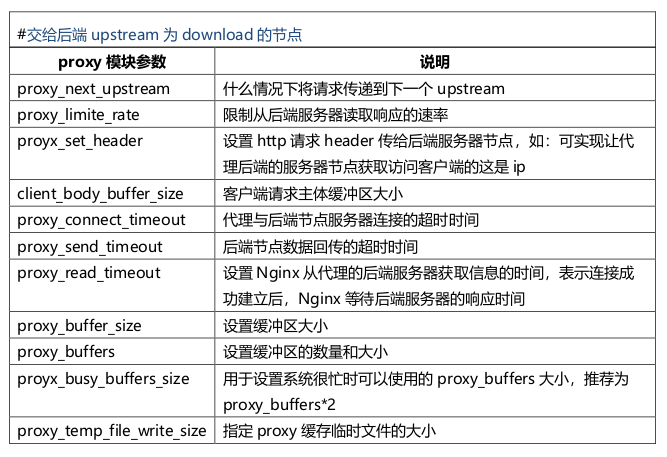 #交给后端 upstream 为 download 的节点
proxy 模块参数 说明
proxy_next_upstream 什么情况下将请求传递到下一个 upstream
proxy_limite_rate 限制从后端服务器读取响应的速率
proyx_set_header 设置 http 请求 header 传给后端服务器节点，如：可实现让代
理后端的服务器节点获取访问客户端的这是 ip
client_body_buffer_size 客户端请求主体缓冲区大小
proxy_connect_timeout 代理与后端节点服务器连接的超时时间
proxy_send_timeout 后端节点数据回传的超时时间
proxy_read_timeout 设置 Nginx 从代理的后端服务器获取信息的时间，表示连接成
功建立后，Nginx 等待后端服务器的响应时间
proxy_buffer_size 设置缓冲区大小
proxy_buffers 设置缓冲区的数量和大小
proyx_busy_buffers_size 用于设置系统很忙时可以使用的 proxy_buffers 大小，推荐为
proxy_buffers*2
proxy_temp_file_write_size 指定 proxy 缓存临时文件的大小